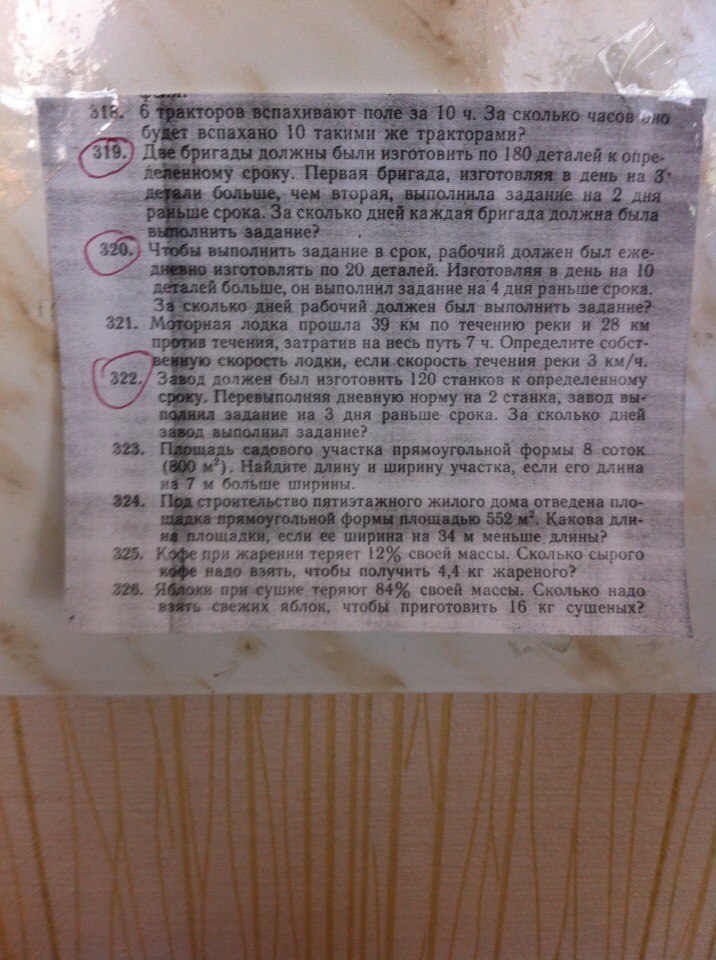 318. 6 тракторов вспахивают поле за 10 ч. За сколько часов оно
будет вспахано 10 такими же тракторами?
319. Две бригады должны были изготовить по 180 деталей к опре-
деленному сроку. Первая бригада, изготовляя в день на 3
детали больше, чем вторая, выполнила задание на 2 дня
раньше срока. За сколько дней каждая бригада должна была
выполнить задание?
320. Чтобы выполнить задание в срок, рабочий должен был еже-
дневно изготовлять по 20 деталей. Изготовляя в день на 10
деталей больше, он выполнил задание на 4 дня раньше срока.
За сколько дней рабочий должен был выполнить задание?
321. Моторная лодка прошла 39 км по течению реки и 28 км
против течения, затратив на весь путь 7 ч. Определите собст-
венную скорость лодки, если скорость течения реки 3 км/ч.
322. Завод должен был изготовить 120 станков к определенному
сроку. Перевыполняя дневную норму на 2 станка, завод вы-
полнил задание на 3 дня раньше срока. За сколько дней
завод выполнил задание?
323. Площадь садового участка прямоугольной формы 8 соток
(800 м²). Найдите длину и ширину участка, если его длина
на 7 м больше ширины.
324. Под строительство пятиэтажного жилого дома отведена пло-
щадка прямоугольной формы площадью 552 м². Какова дли-
на площадки, если ее ширина на 34 м меньше длины?
325. Кофе при жарении теряет 12% своей массы. Сколько сырого
кофе надо взять, чтобы получить 4,4 кг жареного?
326. Яблоки при сушке теряют 84% своей массы. Сколько надо
взять свежих яблок, чтобы приготовить 16 кг сушеных?